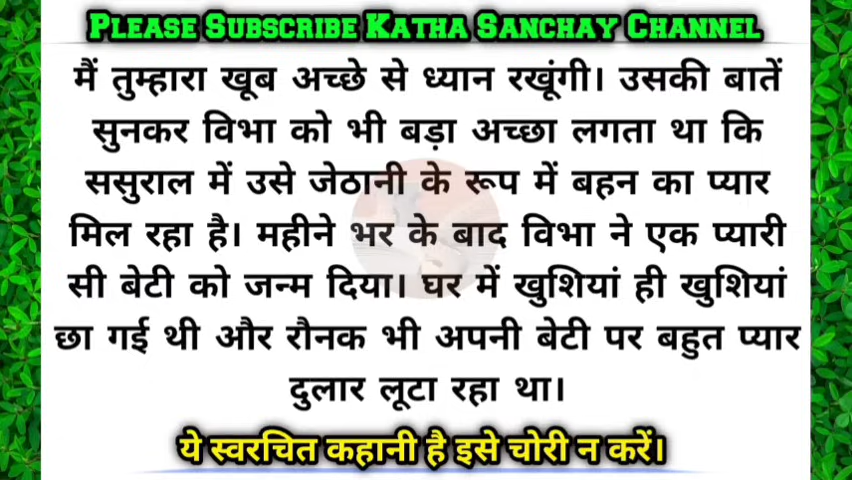 PLEASE SUBSCRIBE KATHA SANCHAY CHANNEL
मैं तुम्हारा खूब अच्छे से ध्यान रखूंगी। उसकी बातें
सुनकर विभा को भी बड़ा अच्छा लगता था कि
ससुराल में उसे जेठानी के रूप में बहन का प्यार
मिल रहा है। महीने भर के बाद विभा ने एक प्यारी
सी बेटी को जन्म दिया। घर में खुशियां ही खुशियां
छा गई थी और रौनक भी अपनी बेटी पर बहुत प्यार
दुलार लूटा रहा था।
ये स्वरचित कहानी है इसे चोरी न करें।